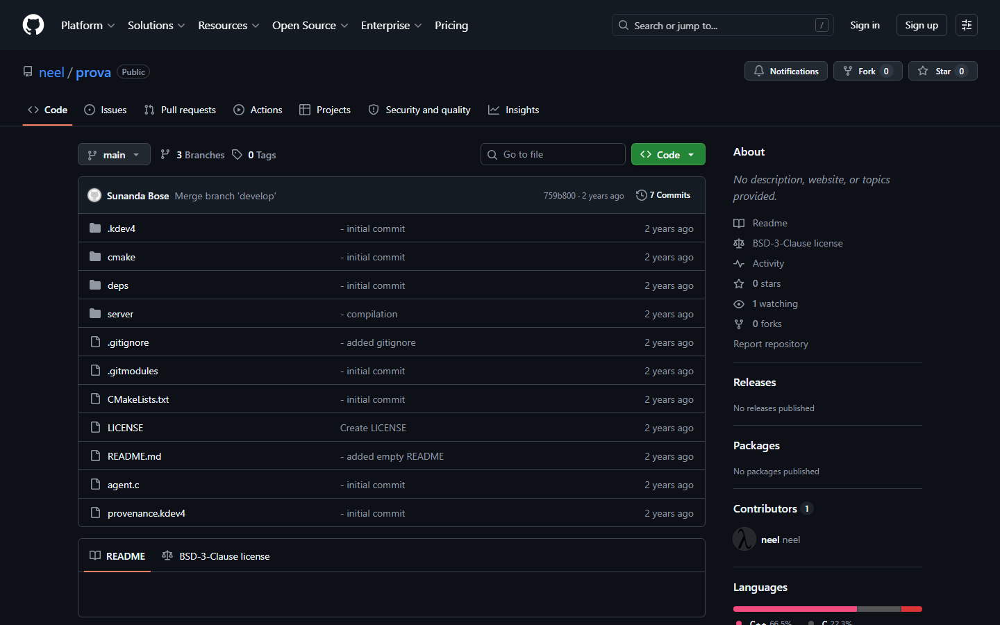 Platform Solutions Resources Open Source Enterprise Pricing Search or jump to... / Sign in Sign up
neel / prova Public Notifications Fork 0 Star 0
Code Issues Pull requests Actions Projects Security and quality Insights
main 3 Branches 0 Tags Go to file Code
Sunanda Bose Merge branch 'develop' 759b800 · 2 years ago 7 Commits
.kdev4 - initial commit 2 years ago
cmake - initial commit 2 years ago
deps - initial commit 2 years ago
server - compilation 2 years ago
.gitignore - added gitignore 2 years ago
.gitmodules - initial commit 2 years ago
CMakeLists.txt - initial commit 2 years ago
LICENSE Create LICENSE 2 years ago
README.md - added empty README 2 years ago
agent.c - initial commit 2 years ago
provenance.kdev4 - initial commit 2 years ago
README BSD-3-Clause license
About
No description, website, or topics
provided.
Readme
BSD-3-Clause license
Activity
0 stars
1 watching
0 forks
Report repository
Releases
No releases published
Packages
No packages published
Contributors 1
neel neel
Languages
C++ 66.5% C 22.3%